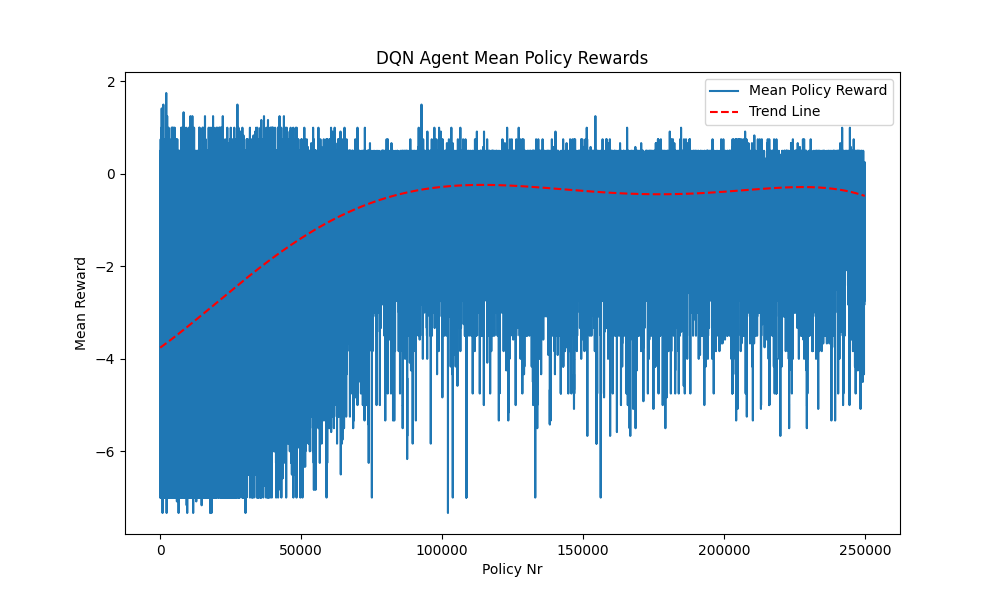 DQN Agent Mean Policy Rewards
Mean Policy Reward
Trend Line
2
0
−2
−4
−6
Mean Reward
0
50000
100000
150000
200000
250000
Policy Nr